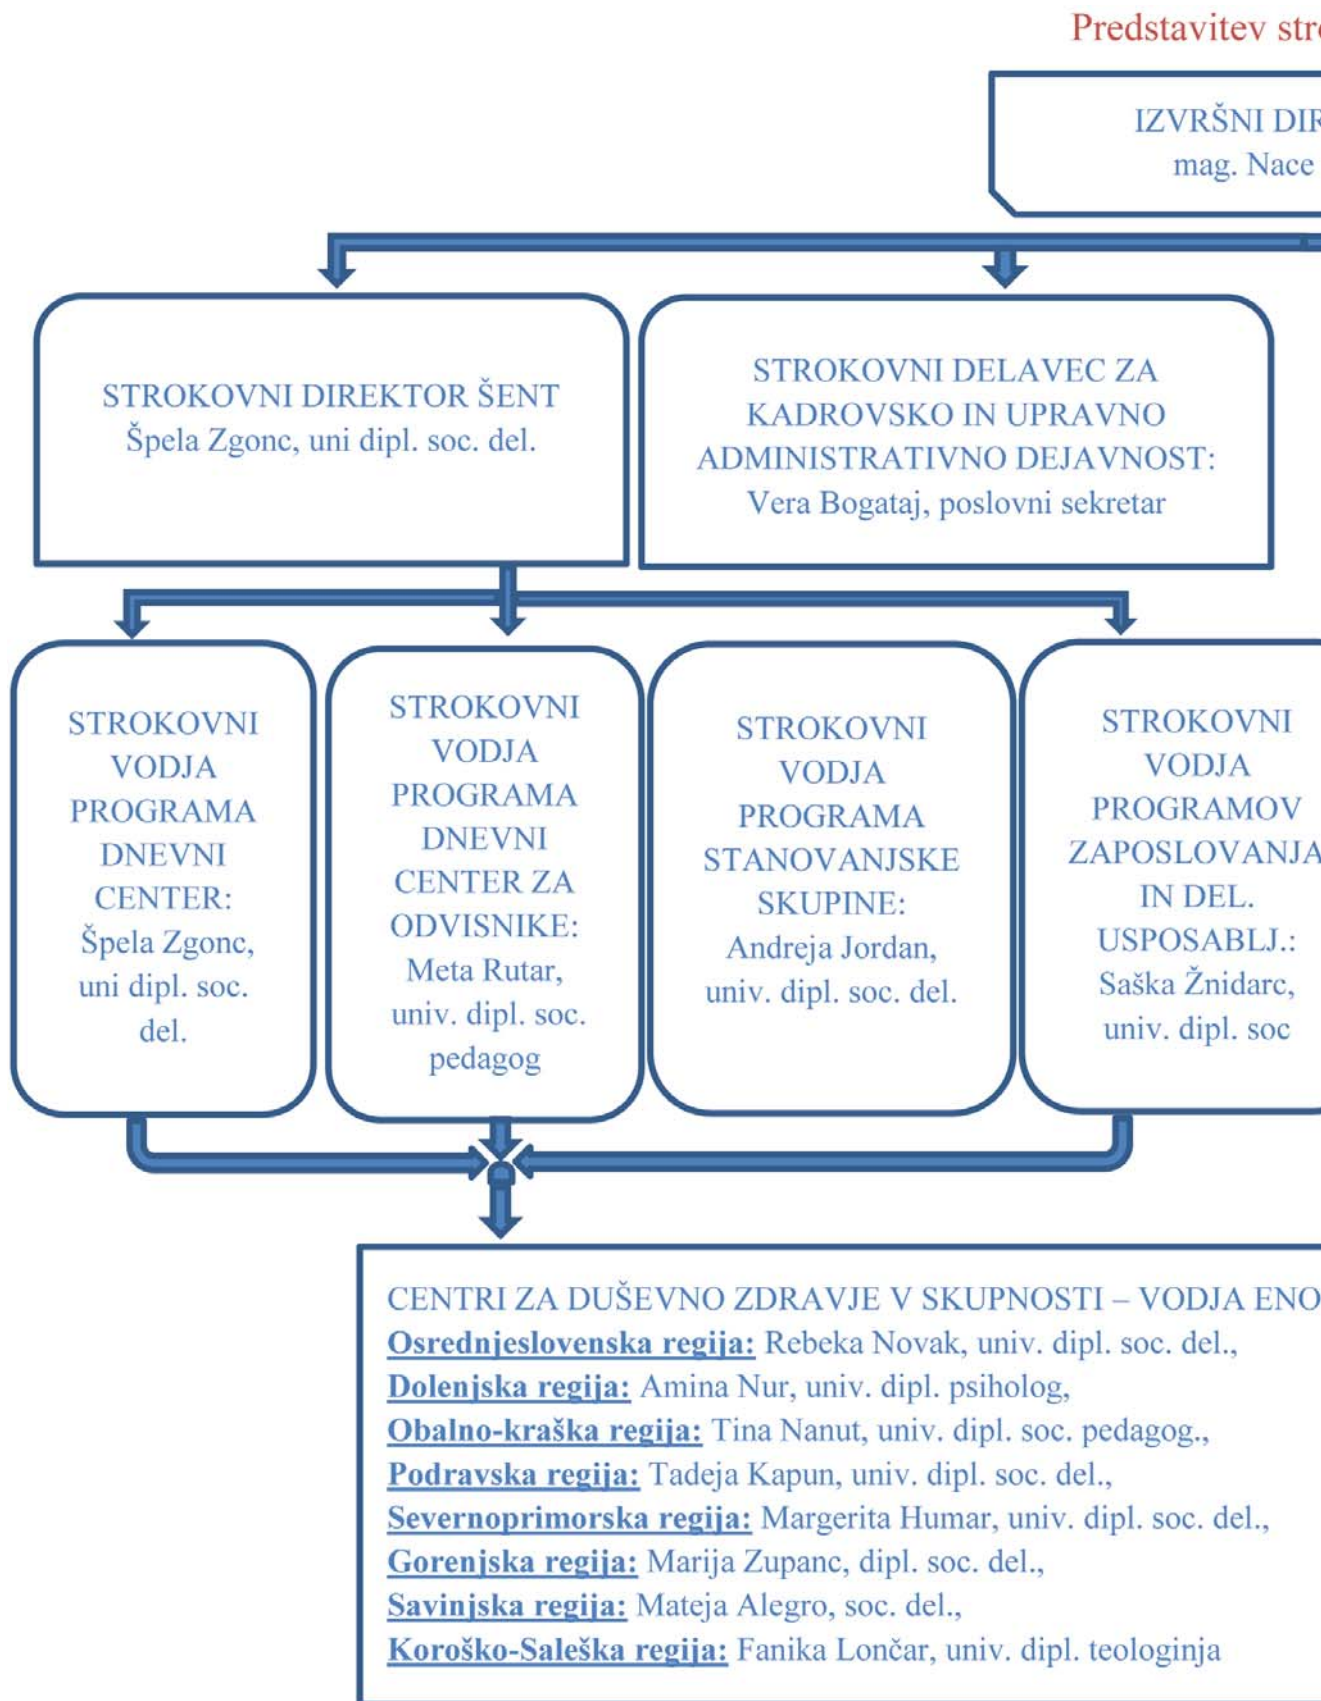 Predstavitev
IZVRŠNI
mag. Nace
STROKOVNI DIREKTOR ŠENT
Špela Zgonc, uni dipl. soc. del.
STROKOVNI DELAVEC ZA
KADROVSKO IN UPRAVNO
ADMINISTRATIVNO DEJAVNOST:
Vera Bogataj, poslovni sekretar
STROKOVNI
VODJA
PROGRAMA
DNEVNI
CENTER:
Špela Zgonc,
uni dipl. soc.
del.
STROKOVNI
VODJA
PROGRAMA
DNEVNI
CENTER ZA
ODVISNIKE:
Meta Rutar,
univ. dipl. soc.
pedagog
STROKOVNI
VODJA
PROGRAMA
STANOVANJSKE
SKUPINE:
Andreja Jordan,
univ. dipl. soc. del.
STROKOVNI
VODJA
PROGRAMOV
ZAPOSLOVANJA
IN DEL.
USPOSABLJ.:
Saška Žnidarc,
univ. dipl. soc
CENTRI ZA DUŠEVNO ZDRAVJE V SKUPNOSTI – VODJA
Osrednjeslovenska regija: Rebeka Novak, univ. dipl. soc. del.,
Dolenjska regija: Amina Nur, univ. dipl. psiholog,
Obalno-kraška regija: Tina Nanut, univ. dipl. soc. pedagog.,
Podravska regija: Tadeja Kapun, univ. dipl. soc. del.,
Severnoprimorska regija: Margerita Humar, univ. dipl. soc. del.,
Gorenjska regija: Marija Zupanc, dipl. soc. del.,
Savinjska regija: Mateja Alegro, soc. del.,
Koroško-Saleška regija: Fanika Lončar, univ. dipl. teologinja